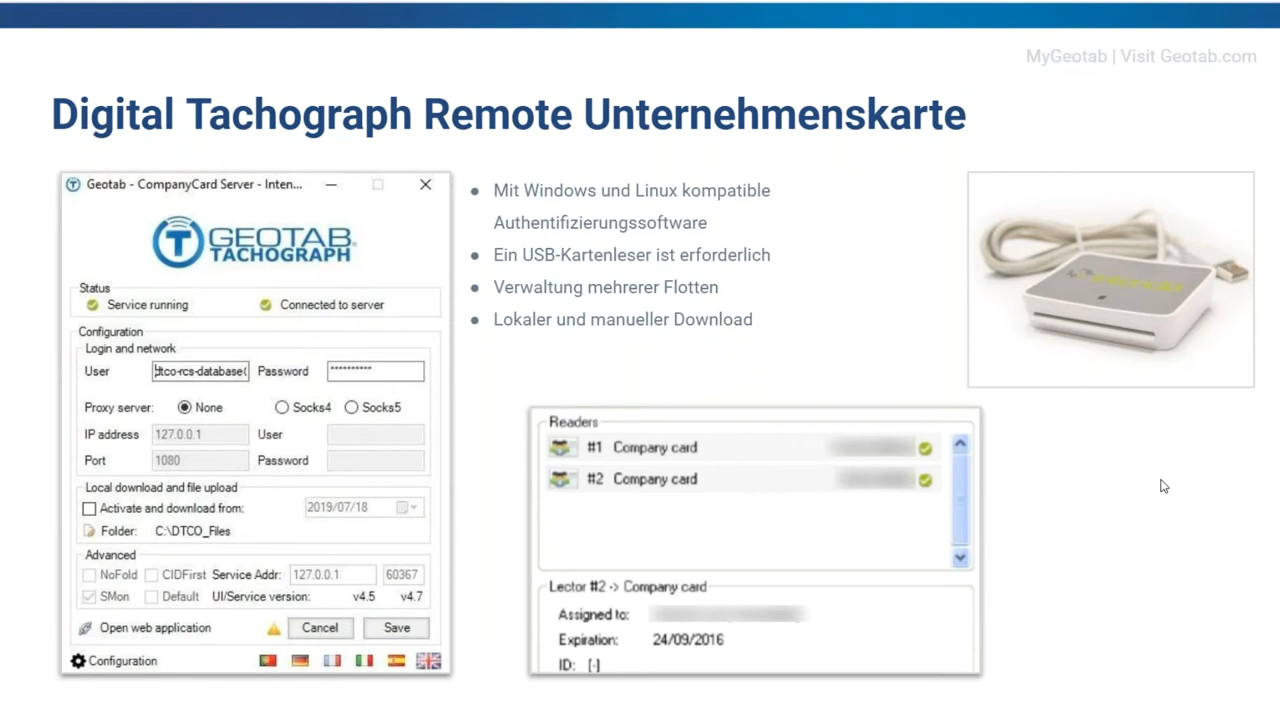 MyGeotab | Visit Geotab.com
Digital Tachograph Remote Unternehmenskarte
Geotab - CompanyCard Server - Inten...
GEOTAB
TACHOGRAPH
Status
Service running Connected to server
Configuration
Login and network
User dtco-rcs-database( Password **********
Proxy server: None Socks4 Socks5
IP address 127.0.0.1 User
Port 1080 Password
Local download and file upload
Activate and download from: 2019/07/18
Folder: C:\DTCO_Files
Advanced
NoFold CIDFirst Service Addr: 127.0.0.1 60367
SMon Default UI/Service version: v4.5 v4.7
Open web application Cancel Save
Configuration
● Mit Windows und Linux kompatible
Authentifizierungssoftware
● Ein USB-Kartenleser ist erforderlich
● Verwaltung mehrerer Flotten
● Lokaler und manueller Download
Readers
#1 Company card
#2 Company card
Lector #2 -> Company card
Assigned to:
Expiration: 24/09/2016
ID: [-]